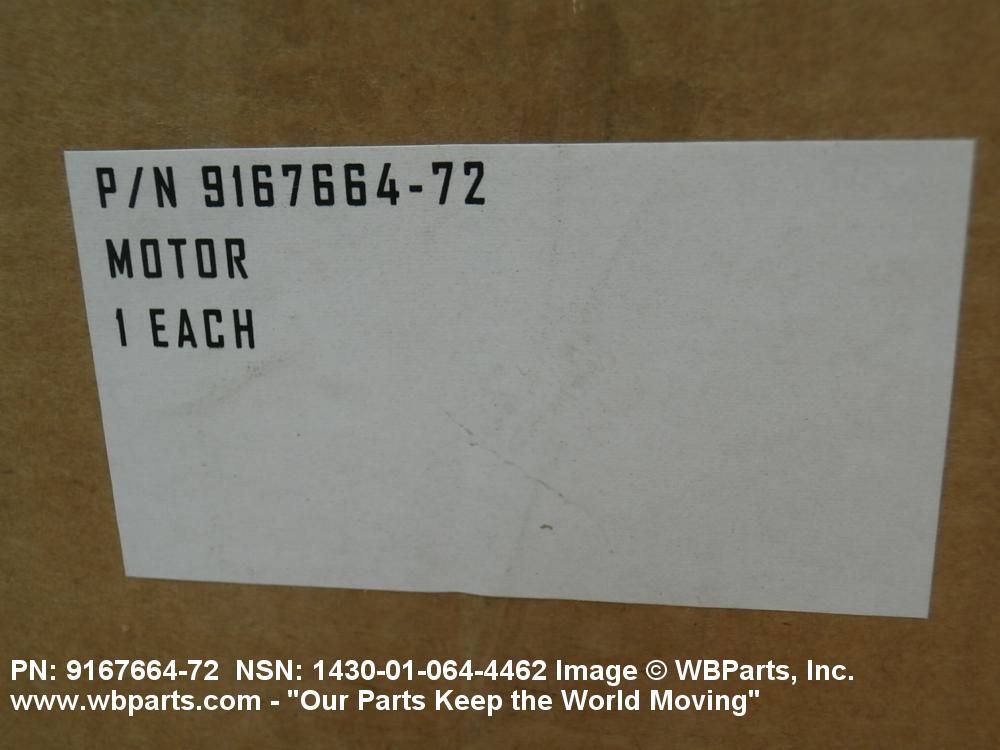 P/N 9167664-72
MOTOR
1 EACH
PN: 9167664-72 NSN: 1430-01-064-4462 Image © WBParts, Inc.
www.wbparts.com - "Our Parts Keep the World Moving"